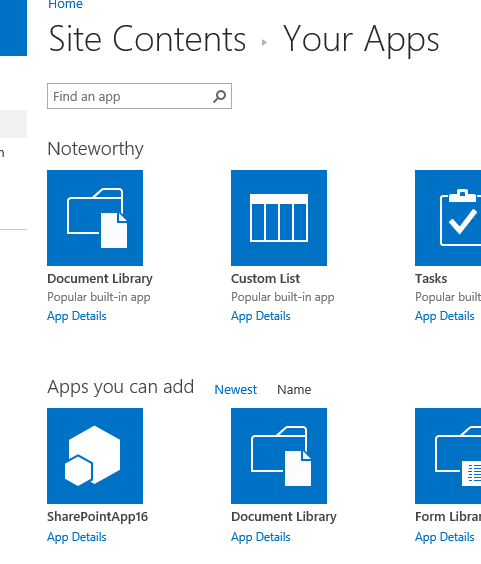 Home
Site Contents ▸ Your Apps
Find an app
Noteworthy
Document Library Custom List Tasks
Popular built-in app Popular built-in app Popular built
App Details App Details App Details
Apps you can add Newest Name
SharePointApp16 Document Library Form Librar
App Details App Details App Details